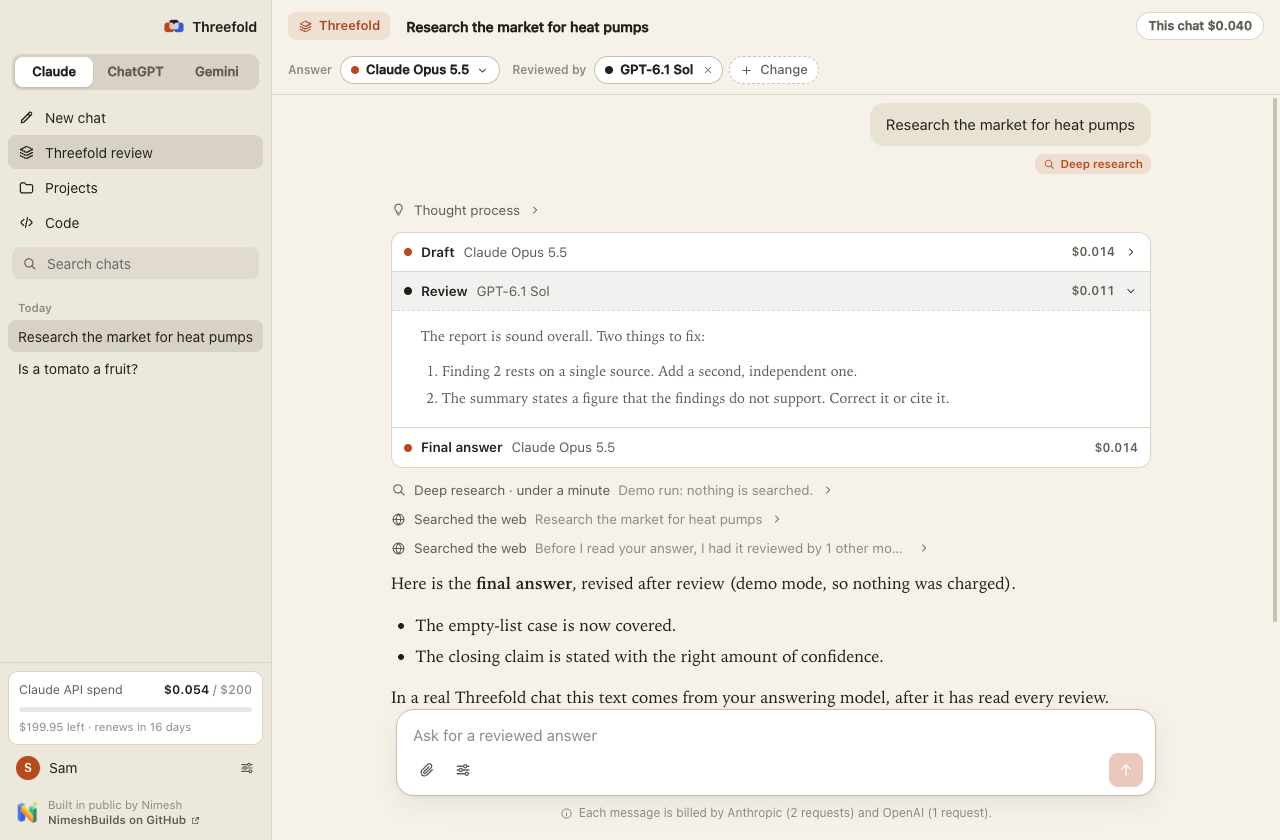 Threefold
Claude ChatGPT Gemini
New chat
Threefold review
Projects
Code
Search chats
Today
Research the market for heat pumps
Is a tomato a fruit?
Claude API spend $0.054 / $200
$199.95 left · renews in 16 days
S Sam
Built in public by Nimesh
NimeshBuilds on GitHub
Threefold Research the market for heat pumps This chat $0.040
Answer Claude Opus 5.5 Reviewed by GPT-6.1 Sol × + Change
Research the market for heat pumps
Deep research
Thought process
Draft Claude Opus 5.5 $0.014
Review GPT-6.1 Sol $0.011
The report is sound overall. Two things to fix:
1. Finding 2 rests on a single source. Add a second, independent one.
2. The summary states a figure that the findings do not support. Correct it or cite it.
Final answer Claude Opus 5.5 $0.014
Deep research · under a minute Demo run: nothing is searched.
Searched the web Research the market for heat pumps
Searched the web Before I read your answer, I had it reviewed by 1 other mo...
Here is the final answer, revised after review (demo mode, so nothing was charged).
• The empty-list case is now covered.
• The closing claim is stated with the right amount of confidence.
In a real Threefold chat this text comes from your answering model, after it has read every review.
Ask for a reviewed answer
Each message is billed by Anthropic (2 requests) and OpenAI (1 request).